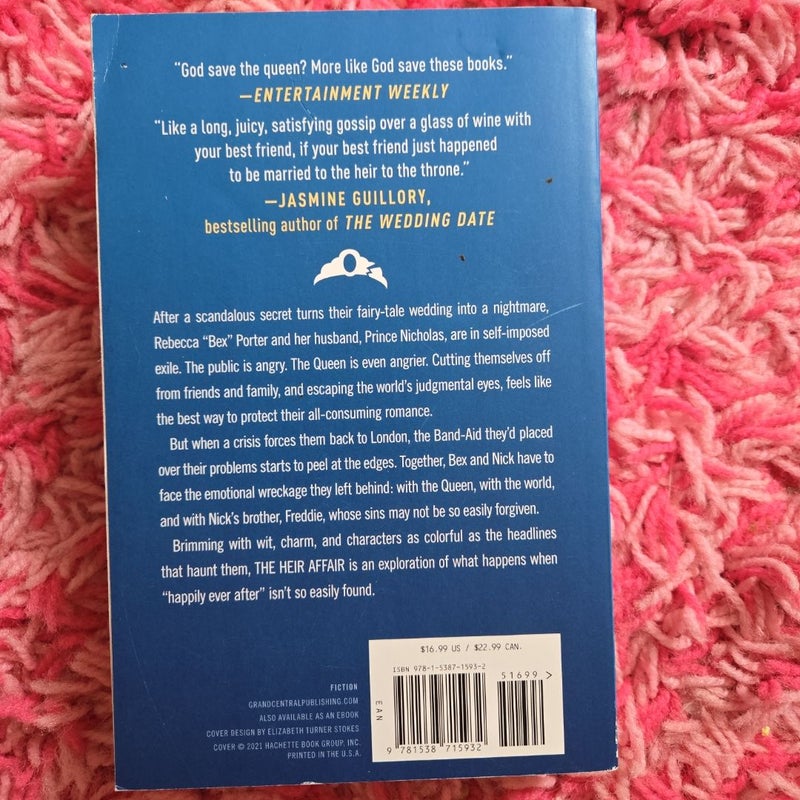 "God save the queen? More like God save these books."
—ENTERTAINMENT WEEKLY
"Like a long, juicy, satisfying gossip over a glass of wine with
your best friend, if your best friend just happened
to be married to the heir to the throne."
—JASMINE GUILLORY,
bestselling author of THE WEDDING DATE
After a scandalous secret turns their fairy-tale wedding into a nightmare,
Rebecca "Bex" Porter and her husband, Prince Nicholas, are in self-imposed
exile. The public is angry. The Queen is even angrier. Cutting themselves off
from friends and family, and escaping the world's judgmental eyes, feels like
the best way to protect their all-consuming romance.
But when a crisis forces them back to London, the Band-Aid they'd placed
over their problems starts to peel at the edges. Together, Bex and Nick have to
face the emotional wreckage they left behind: with the Queen, with the world,
and with Nick's brother, Freddie, whose sins may not be so easily forgiven.
Brimming with wit, charm, and characters as colorful as the headlines
that haunt them, THE HEIR AFFAIR is an exploration of what happens when
"happily ever after" isn't so easily found.
FICTION
GRANDCENTRALPUBLISHING.COM
ALSO AVAILABLE AS AN EBOOK
COVER DESIGN BY ELIZABETH TURNER STOKES
COVER © 2021 HACHETTE BOOK GROUP, INC.
PRINTED IN THE U.S.A.
$16.99 US / $22.99 CAN.
ISBN 978-1-5387-1593-2
51699 >
EAN
9 781538 715932